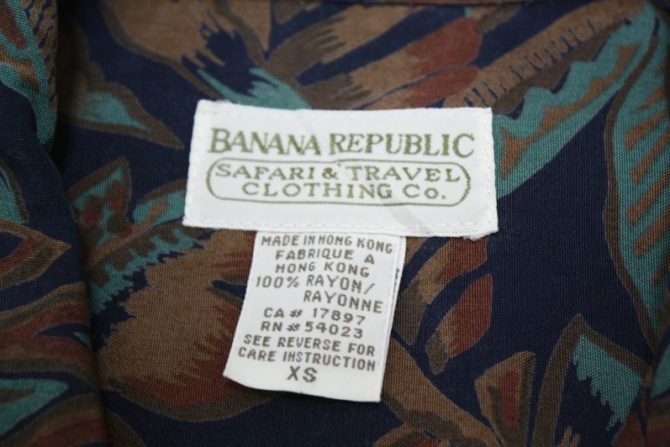 BANANA REPUBLIC
SAFARI & TRAVEL
CLOTHING CO.
MADE IN HONG KONG
FABRIQUE A
HONG KONG
100% RAYON/
RAYONNE
CA# 17897
RN# 54023
SEE REVERSE FOR
CARE INSTRUCTION
XS